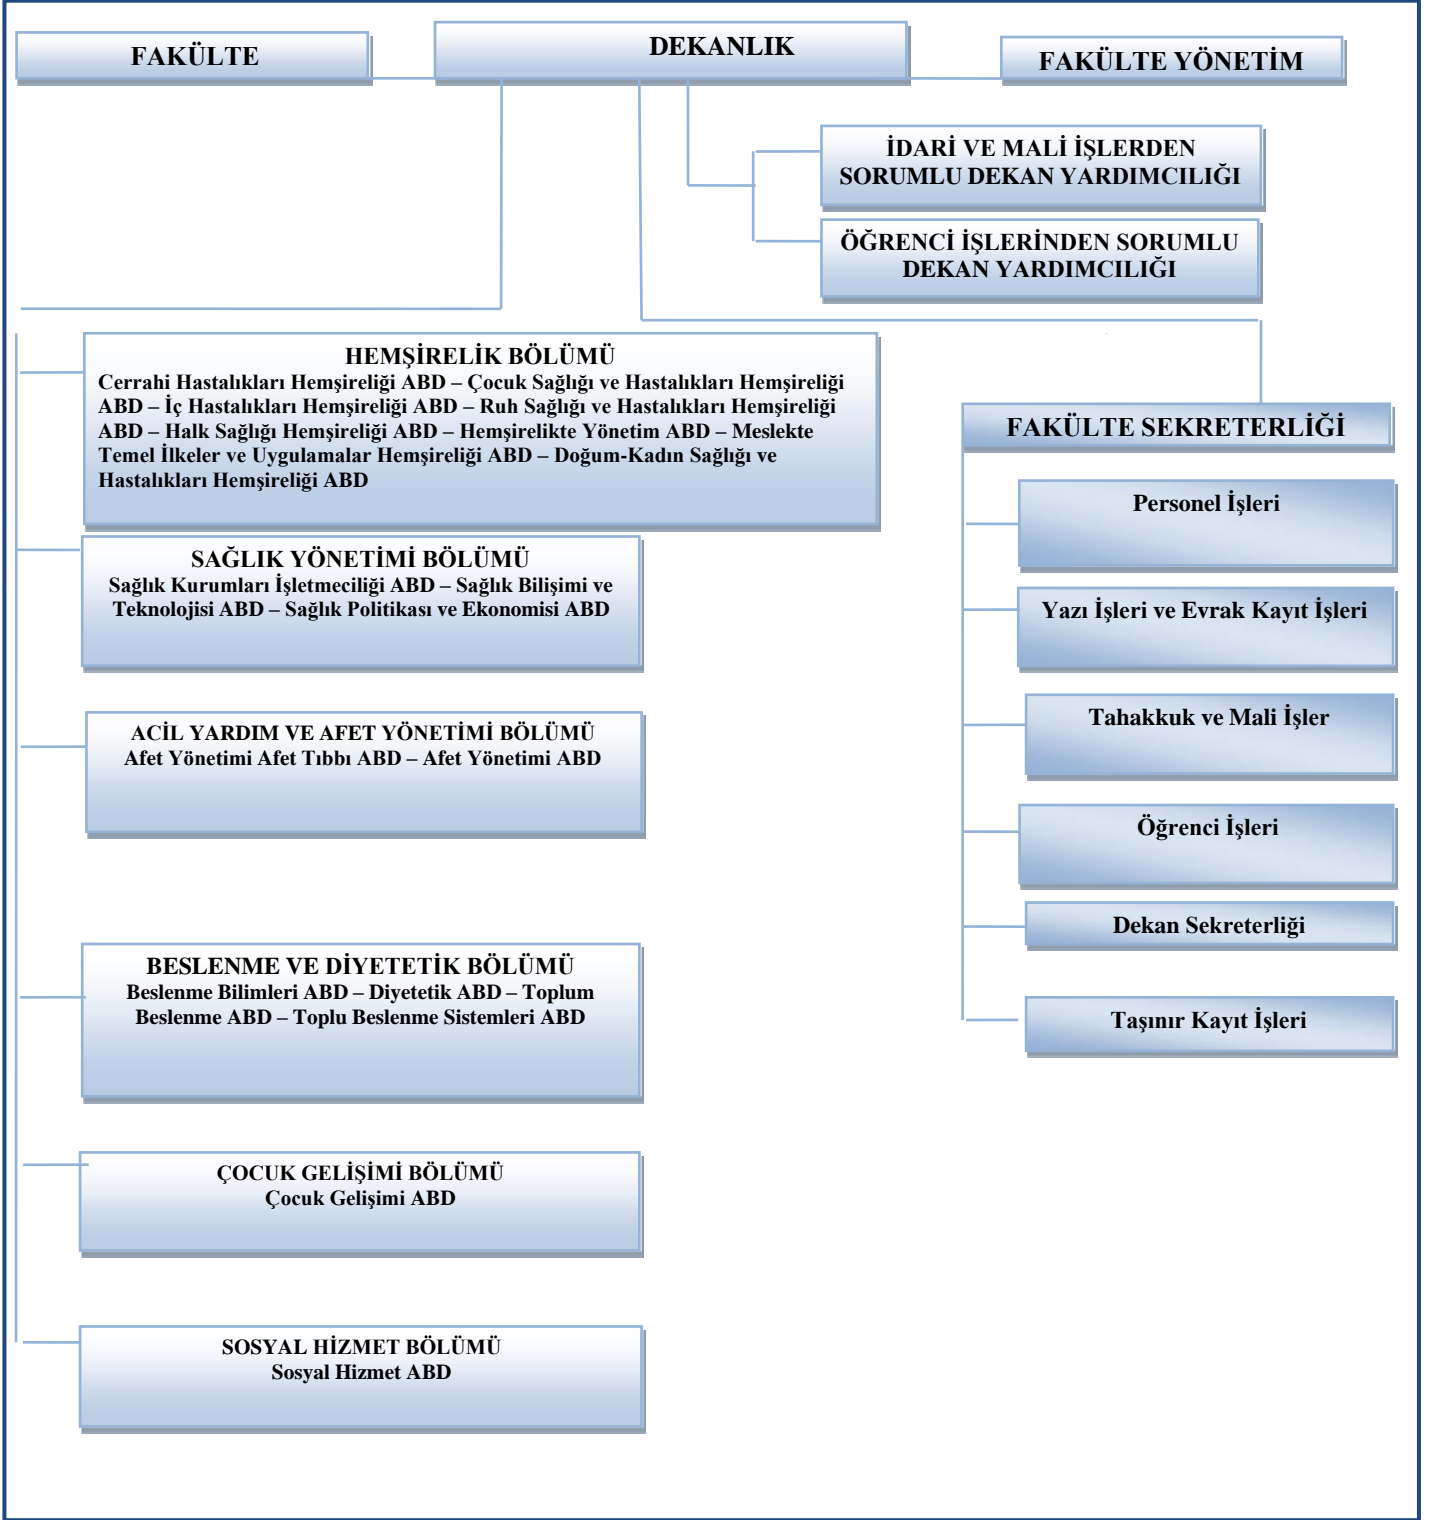 FAKÜLTE
DEKANLIK
FAKÜLTE YÖNETİM
İDARİ VE MALİ İŞLERDEN
SORUMLU DEKAN YARDIMCILIĞI
ÖĞRENCİ İŞLERİNDEN SORUMLU
DEKAN YARDIMCILIĞI
HEMŞİRELİK BÖLÜMÜ
Cerrahi Hastalıkları Hemşireliği ABD – Çocuk Sağlığı ve Hastalıkları Hemşireliği
ABD – İç Hastalıkları Hemşireliği ABD – Ruh Sağlığı ve Hastalıkları Hemşireliği
ABD – Halk Sağlığı Hemşireliği ABD – Hemşirelikte Yönetim ABD – Meslekte
Temel İlkeler ve Uygulamalar Hemşireliği ABD – Doğum-Kadın Sağlığı ve
Hastalıkları Hemşireliği ABD
SAĞLIK YÖNETİMİ BÖLÜMÜ
Sağlık Kurumları İşletmeciliği ABD – Sağlık Bilişimi ve
Teknolojisi ABD – Sağlık Politikası ve Ekonomisi ABD
ACİL YARDIM VE AFET YÖNETİMİ BÖLÜMÜ
Afet Yönetimi Afet Tıbbı ABD – Afet Yönetimi ABD
BESLENME VE DİYETETİK BÖLÜMÜ
Beslenme Bilimleri ABD – Diyetetik ABD – Toplum
Beslenme ABD – Toplu Beslenme Sistemleri ABD
ÇOCUK GELİŞİMİ BÖLÜMÜ
Çocuk Gelişimi ABD
SOSYAL HİZMET BÖLÜMÜ
Sosyal Hizmet ABD
FAKÜLTE SEKRETERLİĞİ
Personel İşleri
Yazı İşleri ve Evrak Kayıt İşleri
Tahakkuk ve Mali İşler
Öğrenci İşleri
Dekan Sekreterliği
Taşınır Kayıt İşleri